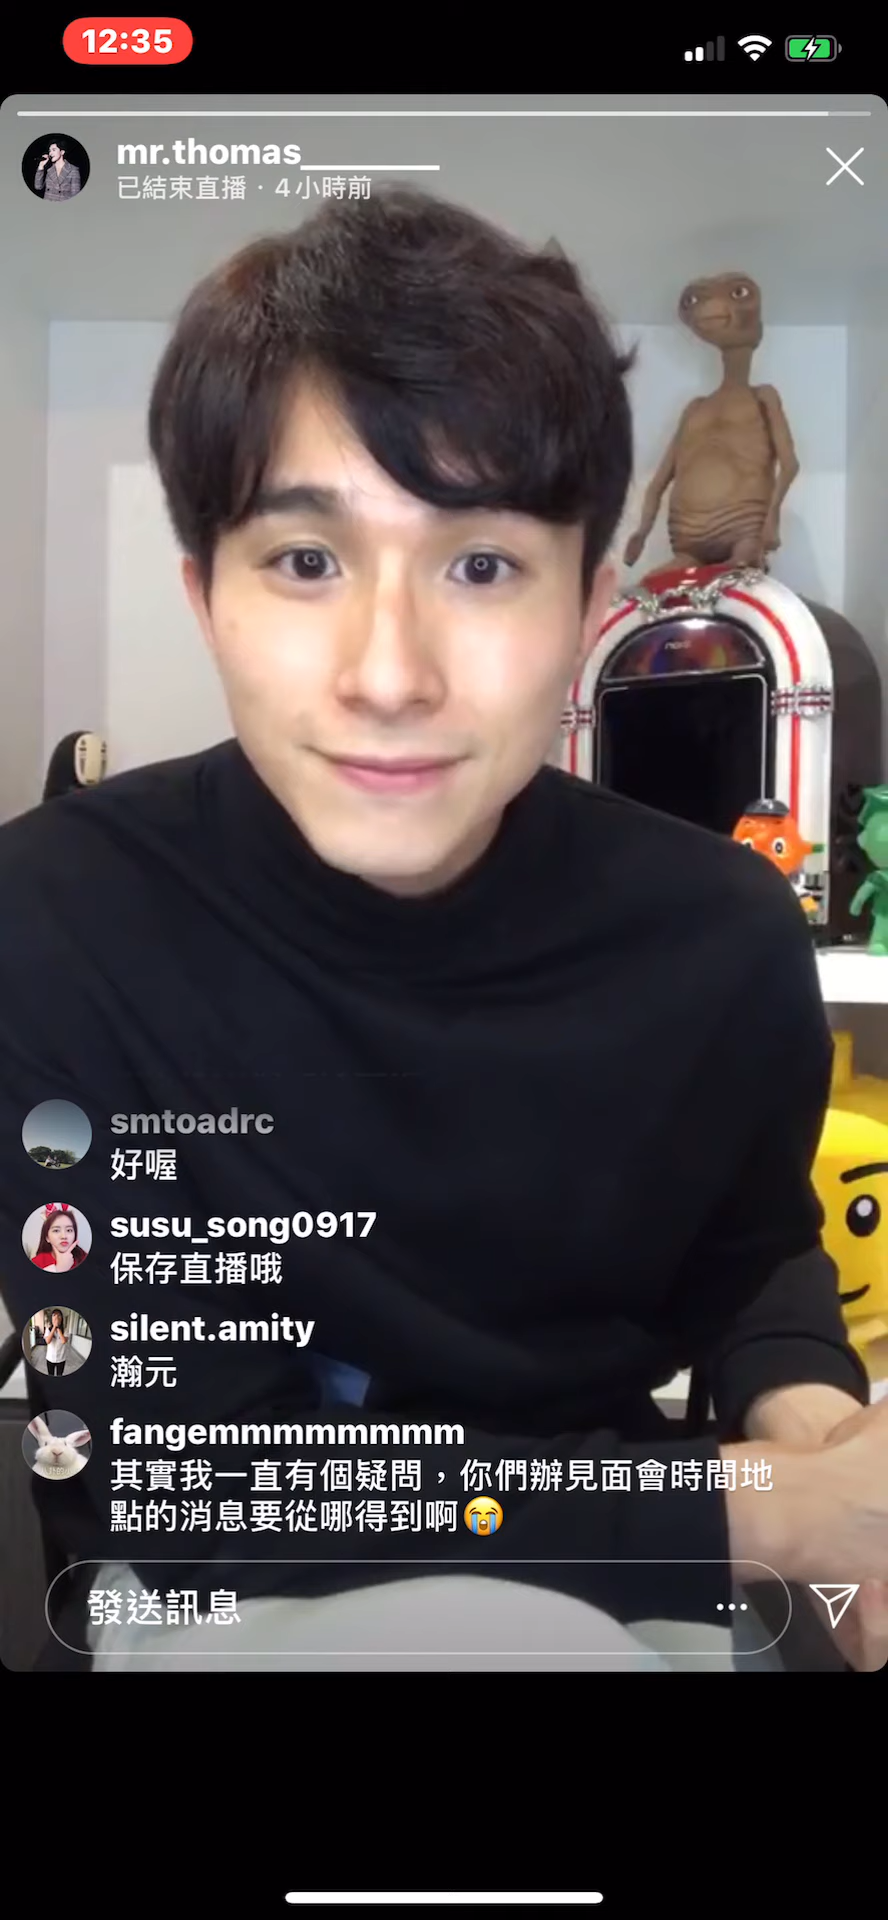 12:35
mr.thomas________
已結束直播 · 4小時前
smtoadrc
好喔
susu_song0917
保存直播哦
silent.amity
瀚元
fangemmmmmmmm
其實我一直有個疑問，你們辦見面會時間地
點的消息要從哪得到啊😭
發送訊息